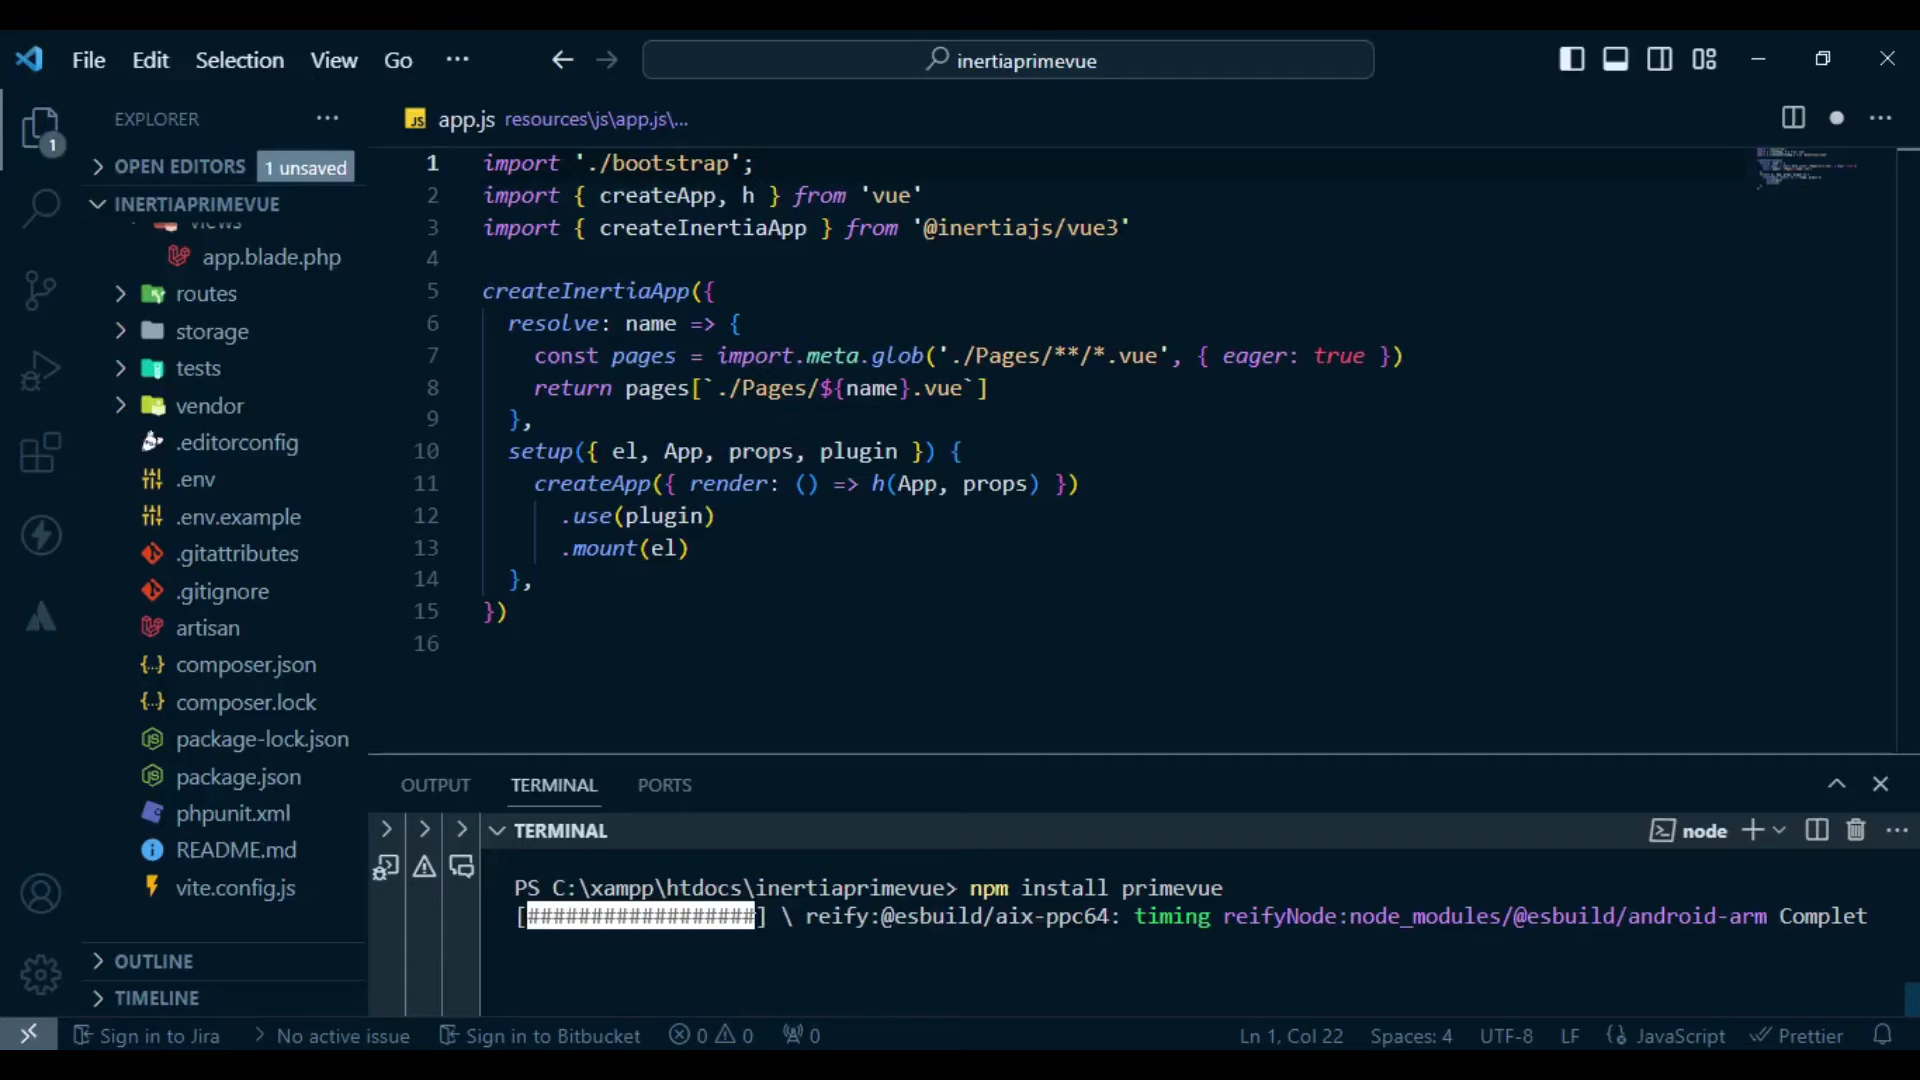 File Edit Selection View Go ··· inertiaprimevue
EXPLORER ···
1
OPEN EDITORS 1 unsaved
INERTIAPRIMEVUE
views
app.blade.php
routes
storage
tests
vendor
.editorconfig
.env
.env.example
.gitattributes
.gitignore
artisan
composer.json
composer.lock
package-lock.json
package.json
phpunit.xml
README.md
vite.config.js
OUTLINE
TIMELINE
JS app.js resources\js\app.js\...
1 import './bootstrap';
2 import { createApp, h } from 'vue'
3 import { createInertiaApp } from '@inertiajs/vue3'
4
5 createInertiaApp({
6 resolve: name => {
7 const pages = import.meta.glob('./Pages/**/*.vue', { eager: true })
8 return pages[`./Pages/${name}.vue`]
9 },
10 setup({ el, App, props, plugin }) {
11 createApp({ render: () => h(App, props) })
12 .use(plugin)
13 .mount(el)
14 },
15 })
16
OUTPUT TERMINAL PORTS
TERMINAL node
PS C:\xampp\htdocs\inertiaprimevue> npm install primevue
[##################] \ reify:@esbuild/aix-ppc64: timing reifyNode:node_modules/@esbuild/android-arm Complet
Sign in to Jira No active issue Sign in to Bitbucket 0 0 0 Ln 1, Col 22 Spaces: 4 UTF-8 LF JavaScript Prettier